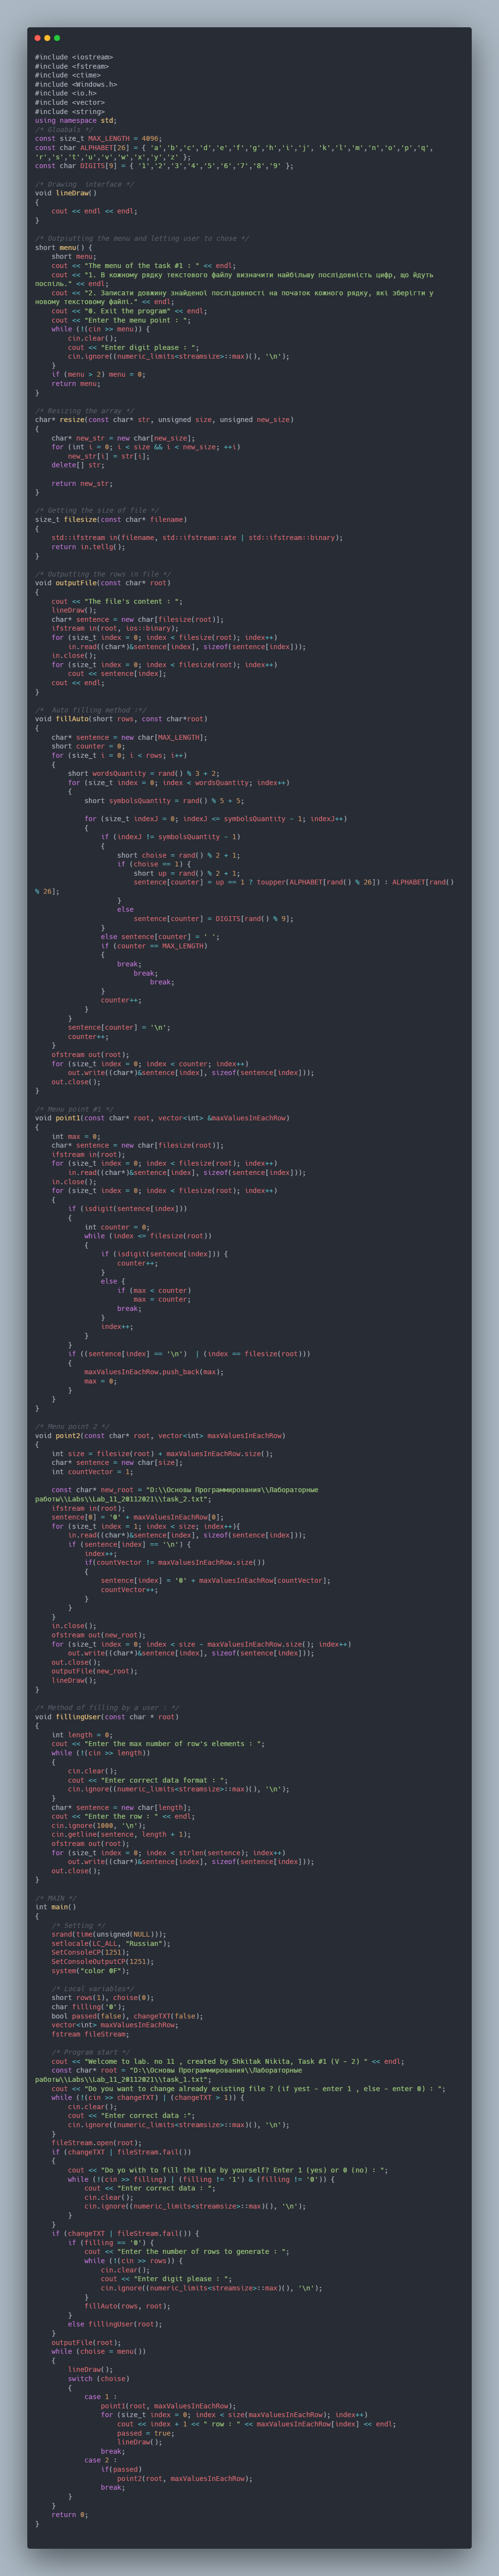 #include <iostream>
#include <fstream>
#include <ctime>
#include <Windows.h>
#include <io.h>
#include <vector>
#include <string>
using namespace std;
/* Gloabals */
const size_t MAX_LENGTH = 4096;
const char ALPHABET[26] = { 'a','b','c','d','e','f','g','h','i','j', 'k','l','m','n','o','p','q',
'r','s','t','u','v','w','x','y','z' };
const char DIGITS[9] = { '1','2','3','4','5','6','7','8','9' };

/* Drawing  interface */
void lineDraw()
{
    cout << endl << endl;
}

/* Outpiutting the menu and letting user to chose */
short menu() {
    short menu;
    cout << "The menu of the task #1 : " << endl;
    cout << "1. В кожному рядку текстового файлу визначити найбільшу послідовність цифр, що йдуть
поспіль." << endl;
    cout << "2. Записати довжину знайденої послідовності на початок кожного рядку, які зберігти у
новому текстовому файлі." << endl;
    cout << "0. Exit the program" << endl;
    cout << "Enter the menu point : ";
    while (!(cin >> menu)) {
        cin.clear();
        cout << "Enter digit please : ";
        cin.ignore((numeric_limits<streamsize>::max)(), '\n');
    }
    if (menu > 2) menu = 0;
    return menu;
}

/* Resizing the array */
char* resize(const char* str, unsigned size, unsigned new_size)
{
    char* new_str = new char[new_size];
    for (int i = 0; i < size && i < new_size; ++i)
        new_str[i] = str[i];
    delete[] str;

    return new_str;
}

/* Getting the size of file */
size_t filesize(const char* filename)
{
    std::ifstream in(filename, std::ifstream::ate | std::ifstream::binary);
    return in.tellg();
}

/* Outputting the rows in file */
void outputFile(const char* root)
{
    cout << "The file's content : ";
    lineDraw();
    char* sentence = new char[filesize(root)];
    ifstream in(root, ios::binary);
    for (size_t index = 0; index < filesize(root); index++)
        in.read((char*)&sentence[index], sizeof(sentence[index]));
    in.close();
    for (size_t index = 0; index < filesize(root); index++)
        cout << sentence[index];
    cout << endl;
}

/*  Auto filling method :*/
void fillAuto(short rows, const char*root)
{
    char* sentence = new char[MAX_LENGTH];
    short counter = 0;
    for (size_t i = 0; i < rows; i++)
    {
        short wordsQuantity = rand() % 3 + 2;
        for (size_t index = 0; index < wordsQuantity; index++)
        {
            short symbolsQuantity = rand() % 5 + 5;

            for (size_t indexJ = 0; indexJ <= symbolsQuantity - 1; indexJ++)
            {
                if (indexJ != symbolsQuantity - 1)
                {
                    short choise = rand() % 2 + 1;
                    if (choise == 1) {
                        short up = rand() % 2 + 1;
                        sentence[counter] = up == 1 ? toupper(ALPHABET[rand() % 26]) : ALPHABET[rand()
% 26];
                    }
                    else
                        sentence[counter] = DIGITS[rand() % 9];
                }
                else sentence[counter] = ' ';
                if (counter == MAX_LENGTH)
                {
                    break;
                        break;
                            break;
                }
                counter++;
            }
        }
        sentence[counter] = '\n';
        counter++;
    }
    ofstream out(root);
    for (size_t index = 0; index < counter; index++)
        out.write((char*)&sentence[index], sizeof(sentence[index]));
    out.close();
}

/* Menu point #1 */
void point1(const char* root, vector<int> &maxValuesInEachRow)
{
    int max = 0;
    char* sentence = new char[filesize(root)];
    ifstream in(root);
    for (size_t index = 0; index < filesize(root); index++)
        in.read((char*)&sentence[index], sizeof(sentence[index]));
    in.close();
    for (size_t index = 0; index < filesize(root); index++)
    {
        if (isdigit(sentence[index]))
        {
            int counter = 0;
            while (index <= filesize(root))
            {
                if (isdigit(sentence[index])) {
                    counter++;
                }
                else {
                    if (max < counter)
                        max = counter;
                    break;
                }
                index++;
            }
        }
        if ((sentence[index] == '\n')  | (index == filesize(root)))
        {
            maxValuesInEachRow.push_back(max);
            max = 0;
        }
    }
}

/* Menu point 2 */
void point2(const char* root, vector<int> maxValuesInEachRow)
{
    int size = filesize(root) + maxValuesInEachRow.size();
    char* sentence = new char[size];
    int countVector = 1;

    const char* new_root = "D:\\Основы Программирования\\Лабораторные
работы\\Labs\\Lab_11_20112021\\task_2.txt";
    ifstream in(root);
    sentence[0] = '0' + maxValuesInEachRow[0];
    for (size_t index = 1; index < size; index++){
        in.read((char*)&sentence[index], sizeof(sentence[index]));
        if (sentence[index] == '\n') {
            index++;
            if(countVector != maxValuesInEachRow.size())
            {
                sentence[index] = '0' + maxValuesInEachRow[countVector];
                countVector++;
            }
        }
    }
    in.close();
    ofstream out(new_root);
    for (size_t index = 0; index < size - maxValuesInEachRow.size(); index++)
        out.write((char*)&sentence[index], sizeof(sentence[index]));
    out.close();
    outputFile(new_root);
    lineDraw();
}

/* Method of filling by a user : */
void fillingUser(const char * root)
{
    int length = 0;
    cout << "Enter the max number of row's elements : ";
    while (!(cin >> length))
    {
        cin.clear();
        cout << "Enter correct data format : ";
        cin.ignore((numeric_limits<streamsize>::max)(), '\n');
    }
    char* sentence = new char[length];
    cout << "Enter the row : " << endl;
    cin.ignore(1000, '\n');
    cin.getline(sentence, length + 1);
    ofstream out(root);
    for (size_t index = 0; index < strlen(sentence); index++)
        out.write((char*)&sentence[index], sizeof(sentence[index]));
    out.close();
}

/* MAIN */
int main()
{
    /* Setting */
    srand(time(unsigned(NULL)));
    setlocale(LC_ALL, "Russian");
    SetConsoleCP(1251);
    SetConsoleOutputCP(1251);
    system("color 0F");

    /* Local variables*/
    short rows(1), choise(0);
    char filling('0');
    bool passed(false), changeTXT(false);
    vector<int> maxValuesInEachRow;
    fstream fileStream;

    /* Program start */
    cout << "Welcome to lab. no 11 , created by Shkitak Nikita, Task #1 (V - 2) " << endl;
    const char* root = "D:\\Основы Программирования\\Лабораторные
работы\\Labs\\Lab_11_20112021\\task_1.txt";
    cout << "Do you want to change already existing file ? (if yest - enter 1 , else - enter 0) : ";
    while (!(cin >> changeTXT) | (changeTXT > 1)) {
        cin.clear();
        cout << "Enter correct data :";
        cin.ignore((numeric_limits<streamsize>::max)(), '\n');
    }
    fileStream.open(root);
    if (changeTXT | fileStream.fail())
    {
        cout << "Do yo with to fill the file by yourself? Enter 1 (yes) or 0 (no) : ";
        while (!(cin >> filling) | (filling != '1') & (filling != '0')) {
            cout << "Enter correct data : ";
            cin.clear();
            cin.ignore((numeric_limits<streamsize>::max)(), '\n');
        }
    }
    if (changeTXT | fileStream.fail()) {
        if (filling == '0') {
            cout << "Enter the number of rows to generate : ";
            while (!(cin >> rows)) {
                cin.clear();
                cout << "Enter digit please : ";
                cin.ignore((numeric_limits<streamsize>::max)(), '\n');
            }
            fillAuto(rows, root);
        }
        else fillingUser(root);
    }
    outputFile(root);
    while (choise = menu())
    {
        lineDraw();
        switch (choise)
        {
            case 1 :
                point1(root, maxValuesInEachRow);
                for (size_t index = 0; index < size(maxValuesInEachRow); index++)
                    cout << index + 1 << " row : " << maxValuesInEachRow[index] << endl;
                    passed = true;
                    lineDraw();
                break;
            case 2 :
                if(passed)
                    point2(root, maxValuesInEachRow);
                break;
        }
    }
    return 0;
}